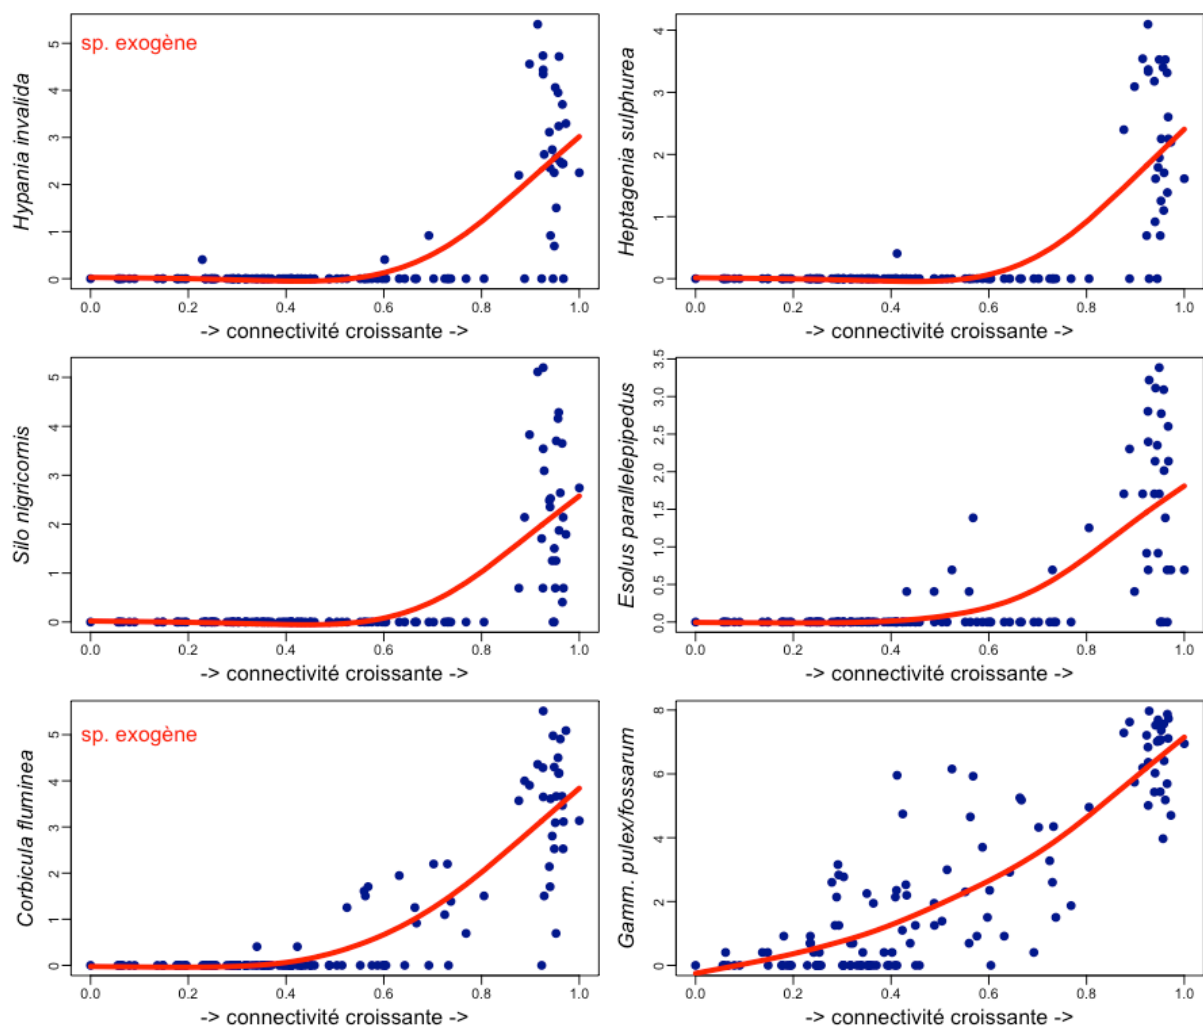 sp. exogène
Hypania invalida
0 1 2 3 4 5
0.0 0.2 0.4 0.6 0.8 1.0
-> connectivité croissante ->
Heptagenia sulphurea
0 1 2 3 4
0.0 0.2 0.4 0.6 0.8 1.0
-> connectivité croissante ->
Silo nigricornis
0 1 2 3 4 5
0.0 0.2 0.4 0.6 0.8 1.0
-> connectivité croissante ->
Esolus parallelepipedus
0.0 0.5 1.0 1.5 2.0 2.5 3.0 3.5
0.0 0.2 0.4 0.6 0.8 1.0
-> connectivité croissante ->
sp. exogène
Corbicula fluminea
0 1 2 3 4 5
0.0 0.2 0.4 0.6 0.8 1.0
-> connectivité croissante ->
Gamm. pulex/fossarum
0 2 4 6 8
0.0 0.2 0.4 0.6 0.8 1.0
-> connectivité croissante ->